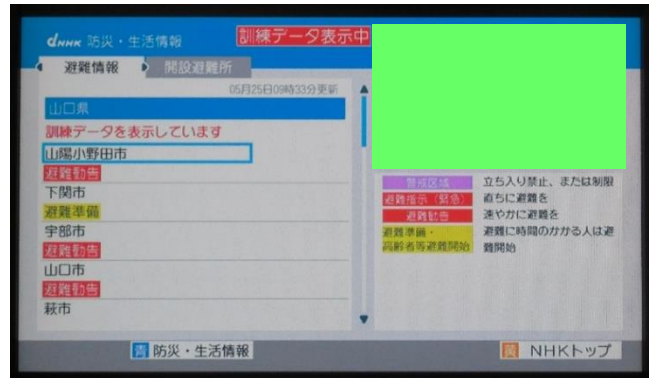 dNHK 防災・生活情報
訓練データ表示中
避難情報 開設避難所
05月25日09時33分更新
山口県
訓練データを表示しています
山陽小野田市
避難勧告
下関市
避難準備
宇部市
避難勧告
山口市
避難勧告
萩市
警戒区域 立ち入り禁止、または制限
避難指示（緊急） 直ちに避難を
避難勧告 速やかに避難を
避難準備・ 避難に時間のかかる人は避
高齢者等避難開始 難開始
青 防災・生活情報
黄 NHKトップ